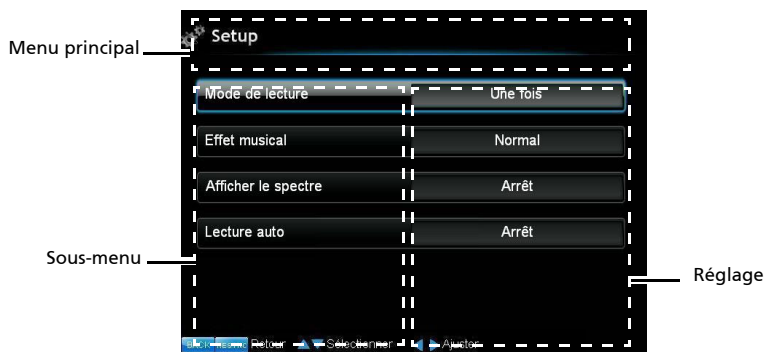 Setup
Menu principal
Mode de lecture Une fois
Effet musical Normal
Afficher le spectre Arrêt
Lecture auto Arrêt
Sous-menu
Réglage
Retour Sélectionner Ajuster